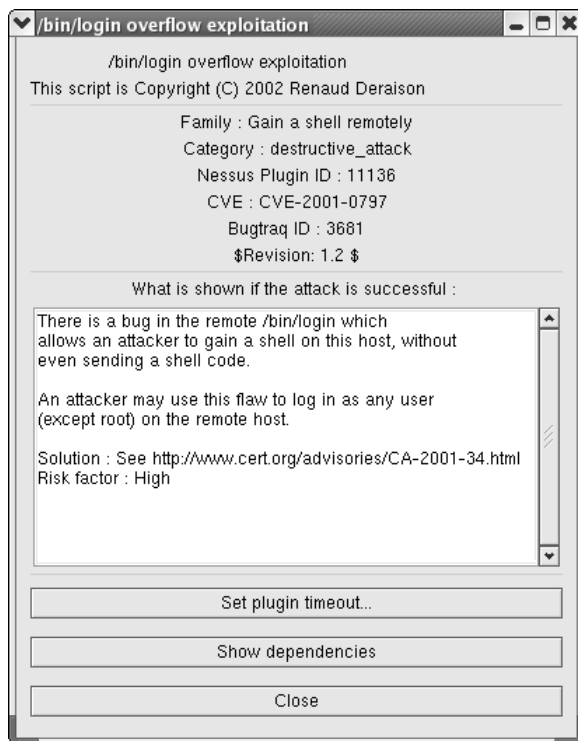 /bin/login overflow exploitation
/bin/login overflow exploitation
This script is Copyright (C) 2002 Renaud Deraison
Family : Gain a shell remotely
Category : destructive_attack
Nessus Plugin ID : 11136
CVE : CVE-2001-0797
Bugtraq ID : 3681
$Revision: 1.2 $
What is shown if the attack is successful :
There is a bug in the remote /bin/login which
allows an attacker to gain a shell on this host, without
even sending a shell code.
An attacker may use this flaw to log in as any user
(except root) on the remote host.
Solution : See http://www.cert.org/advisories/CA-2001-34.html
Risk factor : High
Set plugin timeout...
Show dependencies
Close